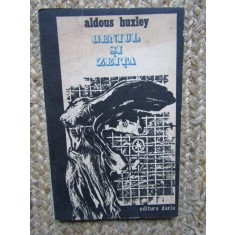 aldous huxley
GENIUL
ȘI
ZEIȚA
editura dacia